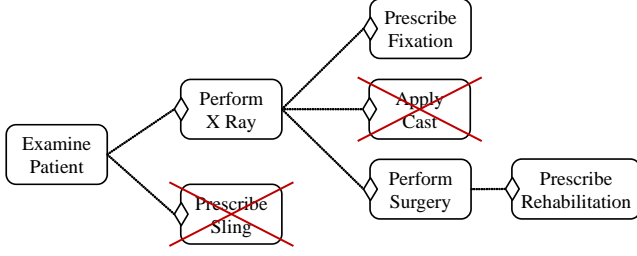 Prescribe
Fixation
Perform
X Ray
Apply
Cast
Examine
Patient
Perform
Surgery
Prescribe
Rehabilitation
Prescribe
Sling